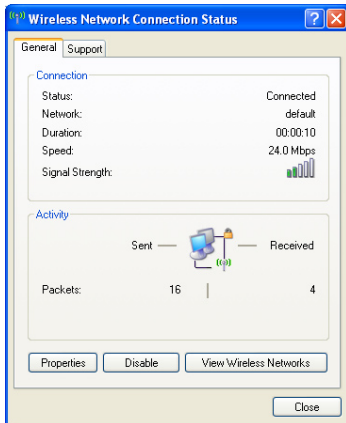 Wireless Network Connection Status
General Support
Connection
Status: Connected
Network: default
Duration: 00:00:10
Speed: 24.0 Mbps
Signal Strength:
Activity
Sent Received
Packets: 16 4
Properties Disable View Wireless Networks
Close